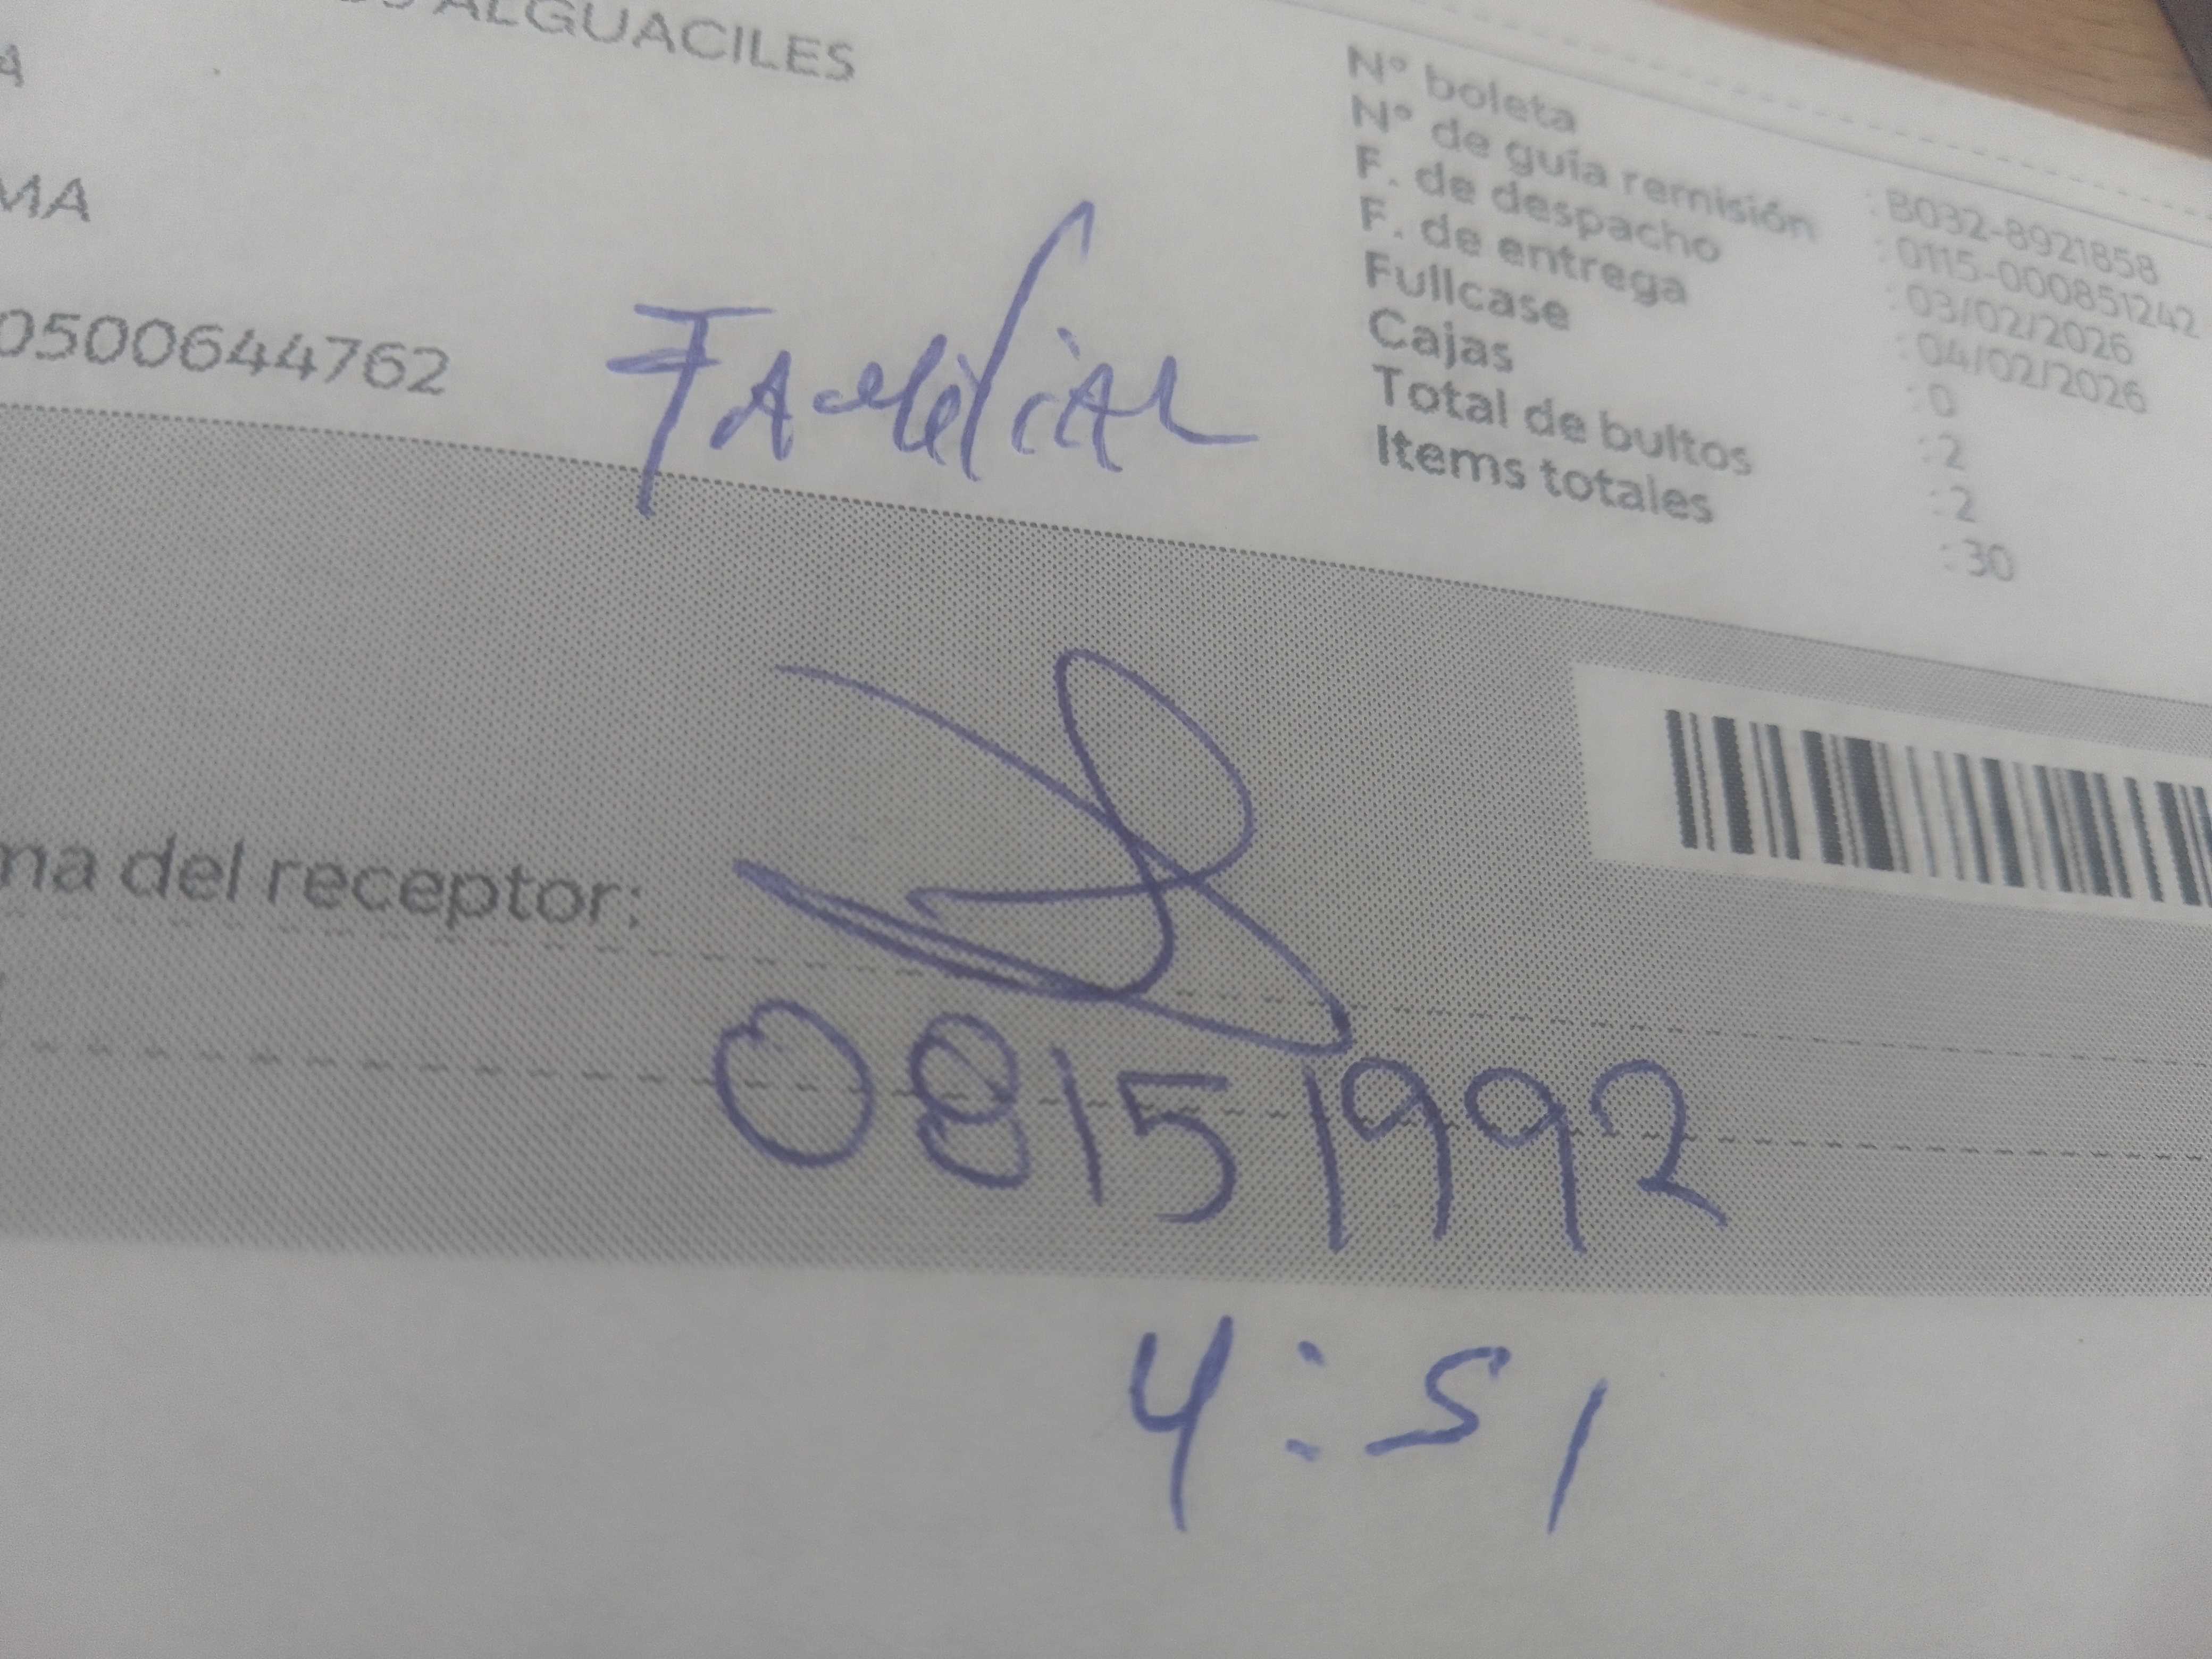 ALGUACILES
A
MA
0500644762
FAMILIAR
N° boleta : B032-8921858
N° de guía remisión : 0115-000851242
F. de despacho : 03/02/2026
F. de entrega : 04/02/2026
Fullcase : 0
Cajas : 2
Total de bultos : 2
Items totales : 30
ma del receptor:
08151992
4:51